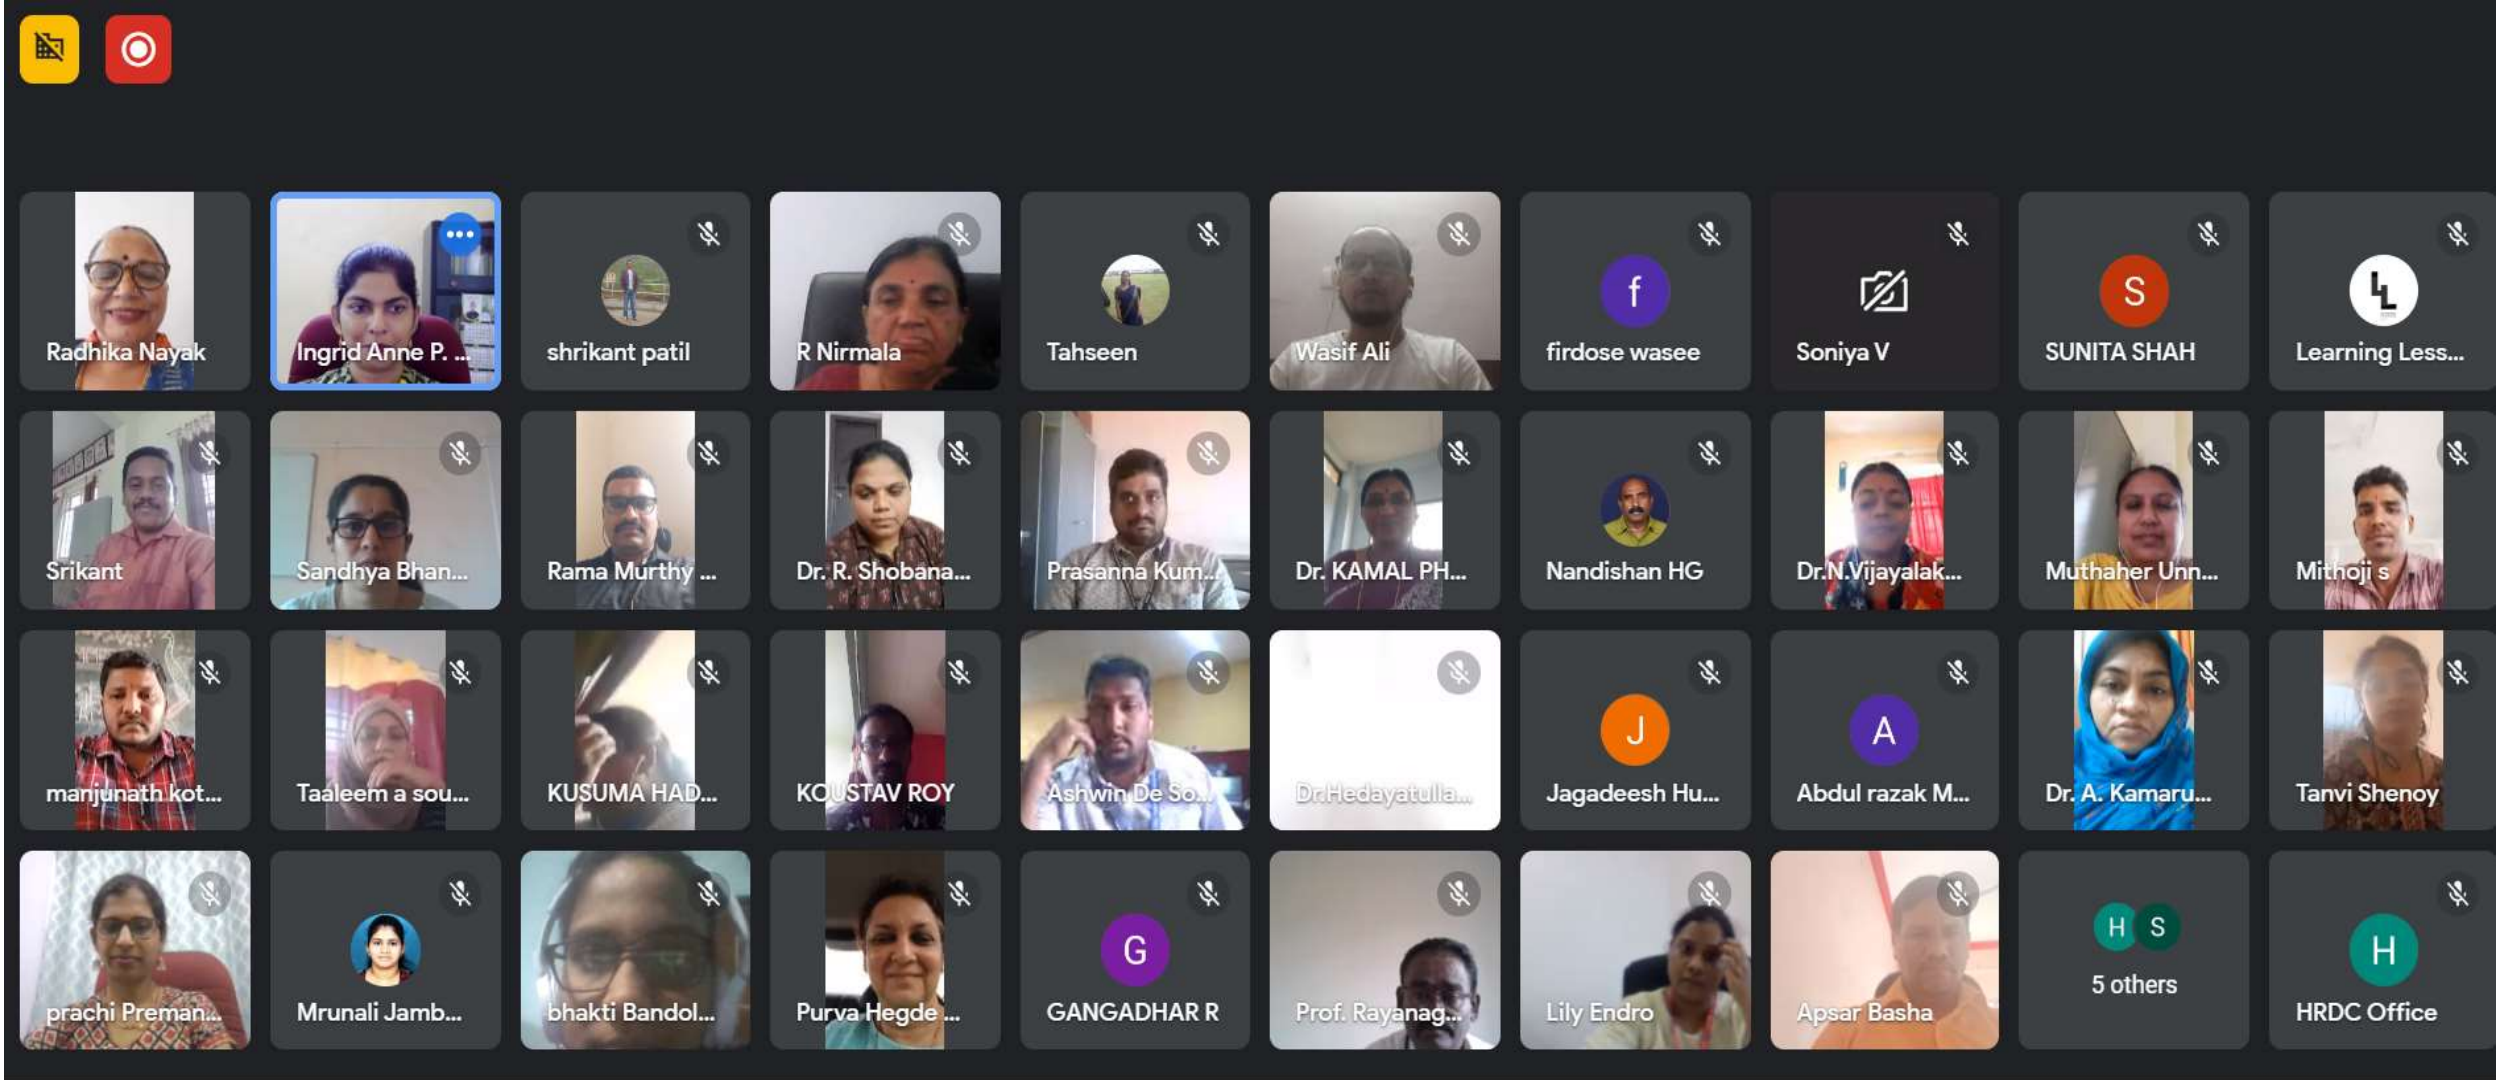 Radhika Nayak
Ingrid Anne P. ...
shrikant patil
R Nirmala
Tahseen
Wasif Ali
f
firdose wasee
Soniya V
S
SUNITA SHAH
LL
Learning Less...
Srikant
Sandhya Bhan...
Rama Murthy ...
Dr. R. Shobana...
Prasanna Kum...
Dr. KAMAL PH...
Nandishan HG
Dr.N.Vijayalak...
Muthaher Unn...
Mithoji s
manjunath kot...
Taaleem a sou...
KUSUMA HAD...
KOUSTAV ROY
Ashwin De So...
Dr.Hedayatulla...
J
Jagadeesh Hu...
A
Abdul razak M...
Dr. A. Kamaru...
Tanvi Shenoy
prachi Preman...
Mrunali Jamb...
bhakti Bandol...
Purva Hegde ...
G
GANGADHAR R
Prof. Rayanag...
Lily Endro
Apsar Basha
H S
5 others
H
HRDC Office